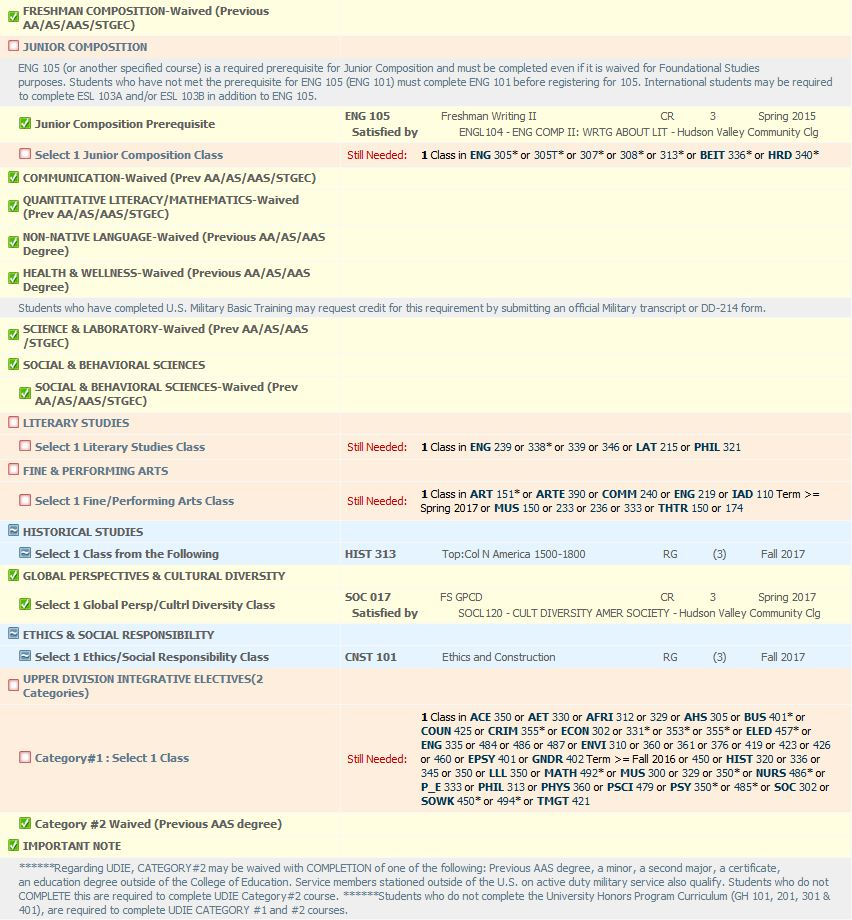 FRESHMAN COMPOSITION-Waived (Previous
AA/AS/AAS/STGEC)
JUNIOR COMPOSITION
ENG 105 (or another specified course) is a required prerequisite for Junior Composition and must be completed even if it is waived for Foundational Studies
purposes. Students who have not met the prerequisite for ENG 105 (ENG 101) must complete ENG 101 before registering for 105. International students may be required
to complete ESL 103A and/or ESL 103B in addition to ENG 105.
Junior Composition Prerequisite ENG 105 Freshman Writing II CR 3 Spring 2015
Satisfied by ENGL104 - ENG COMP II: WRTG ABOUT LIT - Hudson Valley Community Clg
Select 1 Junior Composition Class Still Needed: 1 Class in ENG 305* or 305T* or 307* or 308* or 313* or BEIT 336* or HRD 340*
COMMUNICATION-Waived (Prev AA/AS/AAS/STGEC)
QUANTITATIVE LITERACY/MATHEMATICS-Waived
(Prev AA/AS/AAS/STGEC)
NON-NATIVE LANGUAGE-Waived (Previous AA/AS/AAS
Degree)
HEALTH & WELLNESS-Waived (Previous AA/AS/AAS
Degree)
Students who have completed U.S. Military Basic Training may request credit for this requirement by submitting an official Military transcript or DD-214 form.
SCIENCE & LABORATORY-Waived (Prev AA/AS/AAS
/STGEC)
SOCIAL & BEHAVIORAL SCIENCES
SOCIAL & BEHAVIORAL SCIENCES-Waived (Prev
AA/AS/AAS/STGEC)
LITERARY STUDIES
Select 1 Literary Studies Class Still Needed: 1 Class in ENG 239 or 338* or 339 or 346 or LAT 215 or PHIL 321
FINE & PERFORMING ARTS
Select 1 Fine/Performing Arts Class Still Needed: 1 Class in ART 151* or ARTE 390 or COMM 240 or ENG 219 or IAD 110 Term >=
Spring 2017 or MUS 150 or 233 or 236 or 333 or THTR 150 or 174
HISTORICAL STUDIES
Select 1 Class from the Following HIST 313 Top:Col N America 1500-1800 RG (3) Fall 2017
GLOBAL PERSPECTIVES & CULTURAL DIVERSITY
Select 1 Global Persp/Cultrl Diversity Class SOC 017 FS GPCD CR 3 Spring 2017
Satisfied by SOCL120 - CULT DIVERSITY AMER SOCIETY - Hudson Valley Community Clg
ETHICS & SOCIAL RESPONSIBILITY
Select 1 Ethics/Social Responsibility Class CNST 101 Ethics and Construction RG (3) Fall 2017
UPPER DIVISION INTEGRATIVE ELECTIVES(2
Categories)
Category#1 : Select 1 Class Still Needed: 1 Class in ACE 350 or AET 330 or AFRI 312 or 329 or AHS 305 or BUS 401* or
COUN 425 or CRIM 355* or ECON 302 or 331* or 353* or 355* or ELED 457* or
ENG 335 or 484 or 486 or 487 or ENVI 310 or 360 or 361 or 376 or 419 or 423 or 426
or 460 or EPSY 401 or GNDR 402 Term >= Fall 2016 or 450 or HIST 320 or 336 or
345 or 350 or LLL 350 or MATH 492* or MUS 300 or 329 or 350* or NURS 486* or
P_E 333 or PHIL 313 or PHYS 360 or PSCI 479 or PSY 350* or 485* or SOC 302 or
SOWK 450* or 494* or TMGT 421
Category #2 Waived (Previous AAS degree)
IMPORTANT NOTE
******Regarding UDIE, CATEGORY#2 may be waived with COMPLETION of one of the following: Previous AAS degree, a minor, a second major, a certificate,
an education degree outside of the College of Education. Service members stationed outside of the U.S. on active duty military service also qualify. Students who do not
COMPLETE this are required to complete UDIE Category#2 course. ******Students who do not complete the University Honors Program Curriculum (GH 101, 201, 301 &
401), are required to complete UDIE CATEGORY #1 and #2 courses.